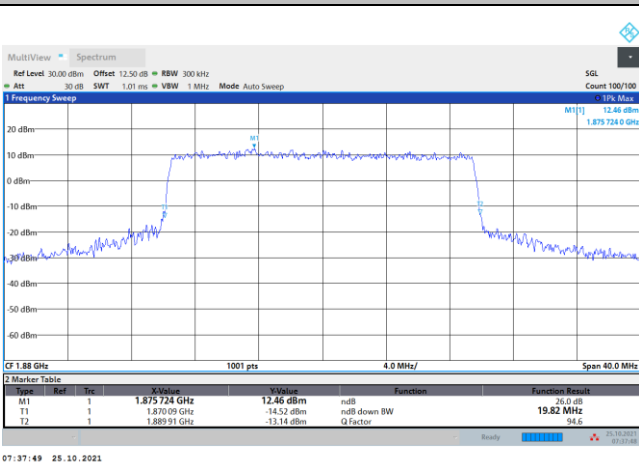 MultiView Spectrum
Ref Level 30.00 dBm Offset 12.50 dB RBW 300 kHz SGL
Att 30 dB SWT 1.01 ms VBW 1 MHz Mode Auto Sweep Count 100/100
1 Frequency Sweep 1Pk Max
M1[1] 12.46 dBm
1.875 724 0 GHz
20 dBm
M1
10 dBm
0 dBm
-10 dBm
-20 dBm
-30 dBm
-40 dBm
-50 dBm
-60 dBm
CF 1.88 GHz 1001 pts 4.0 MHz/ Span 40.0 MHz
2 Marker Table
Type Ref Trc X-Value Y-Value Function Function Result
M1 1 1.875 724 GHz 12.46 dBm ndB 26.0 dB
T1 1 1.870 09 GHz -14.52 dBm ndB down BW 19.82 MHz
T2 1 1.889 91 GHz -13.14 dBm Q Factor 94.6
Ready 25.10.2021
07:37:48
07:37:49 25.10.2021